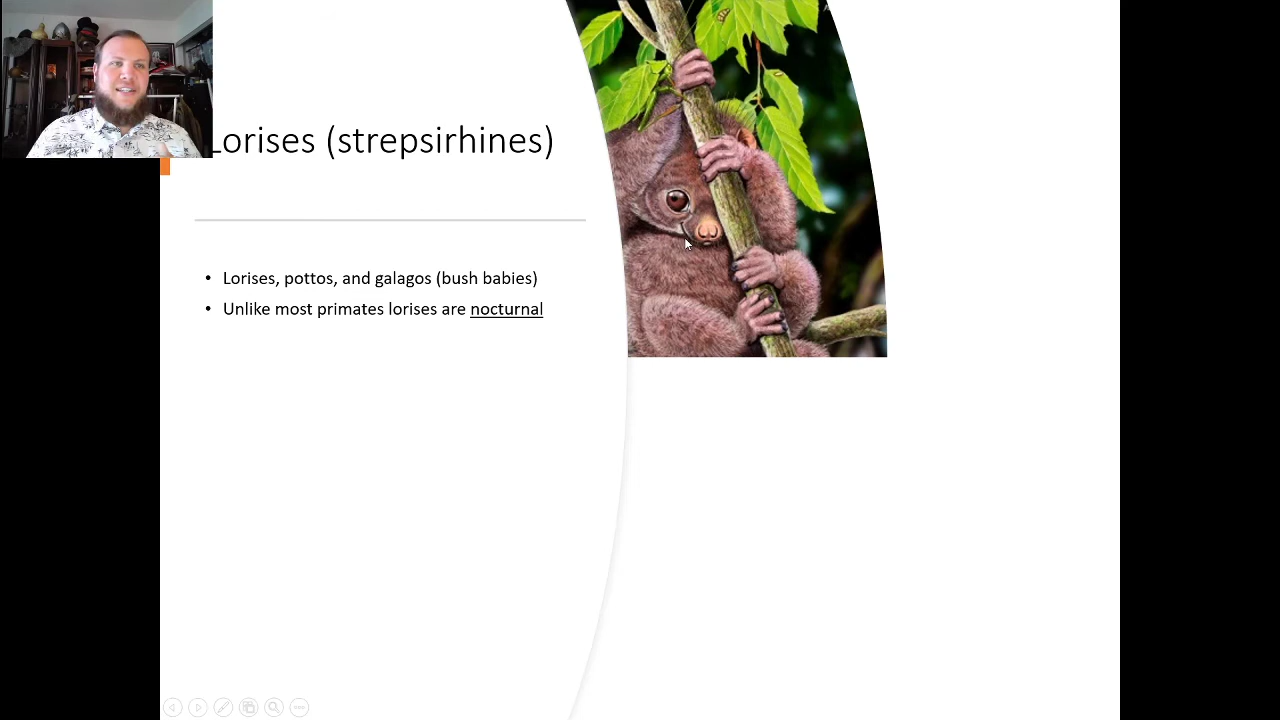 Lorises (strepsirhines)
• Lorises, pottos, and galagos (bush babies)
• Unlike most primates lorises are nocturnal